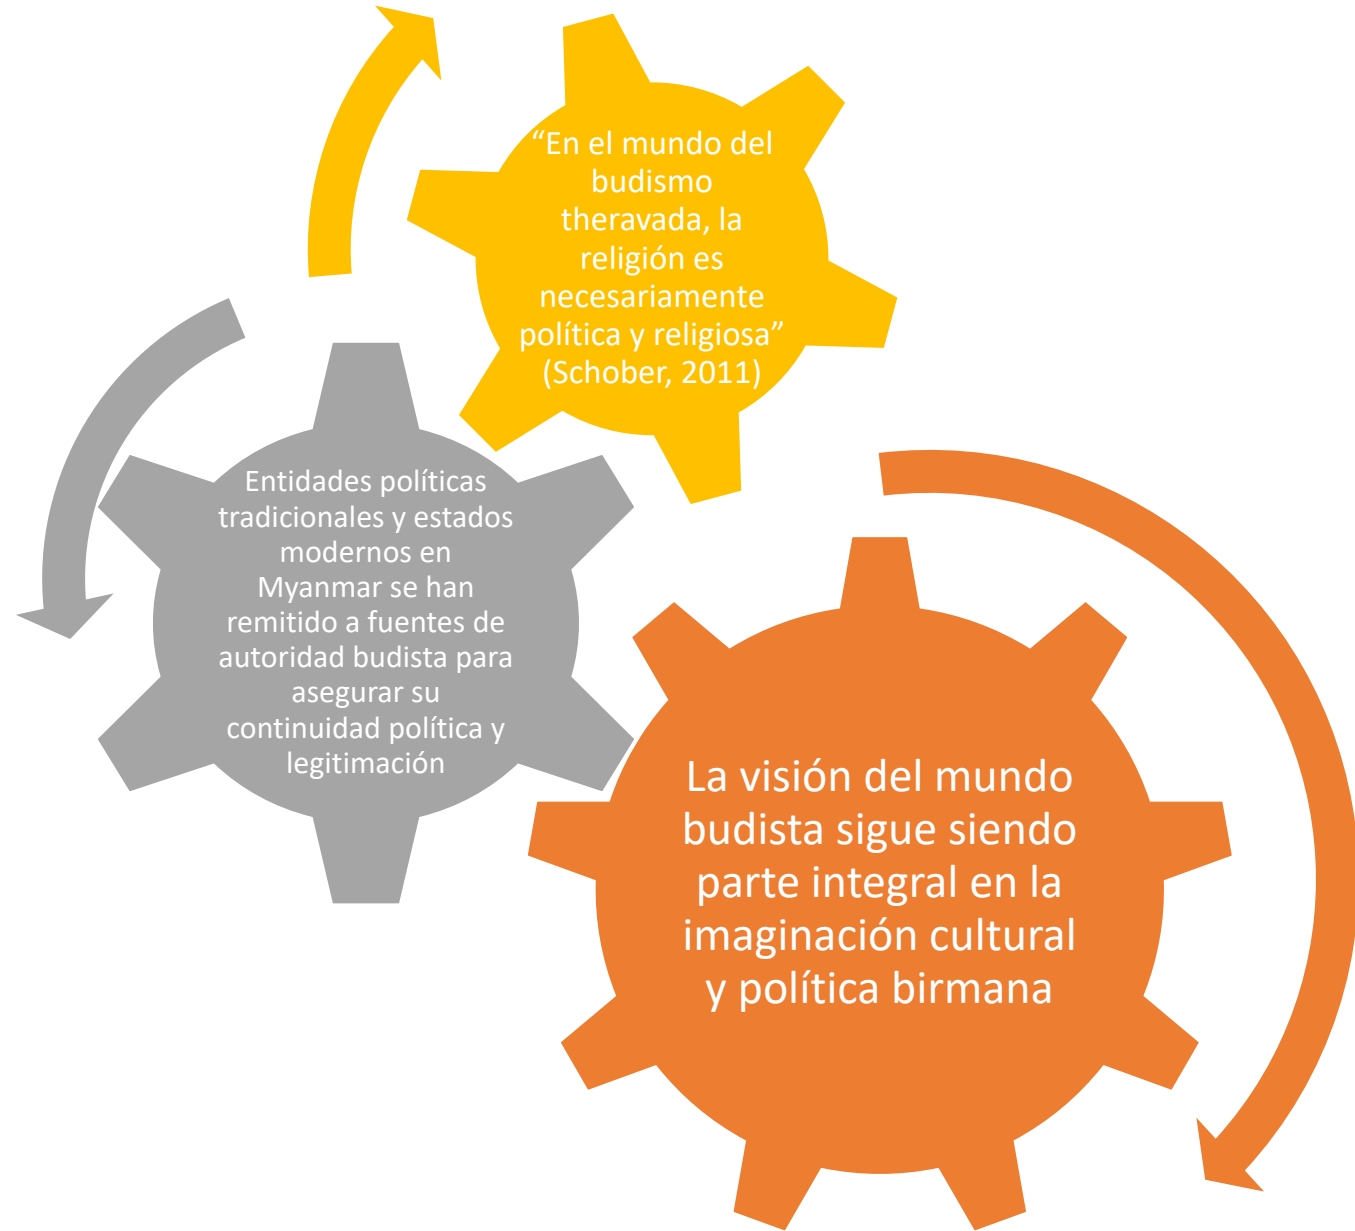 “En el mundo del
budismo
theravada, la
religión es
necesariamente
política y religiosa”
(Schober, 2011)
Entidades políticas
tradicionales y estados
modernos en
Myanmar se han
remitido a fuentes de
autoridad budista para
asegurar su
continuidad política y
legitimación
La visión del mundo
budista sigue siendo
parte integral en la
imaginación cultural
y política birmana